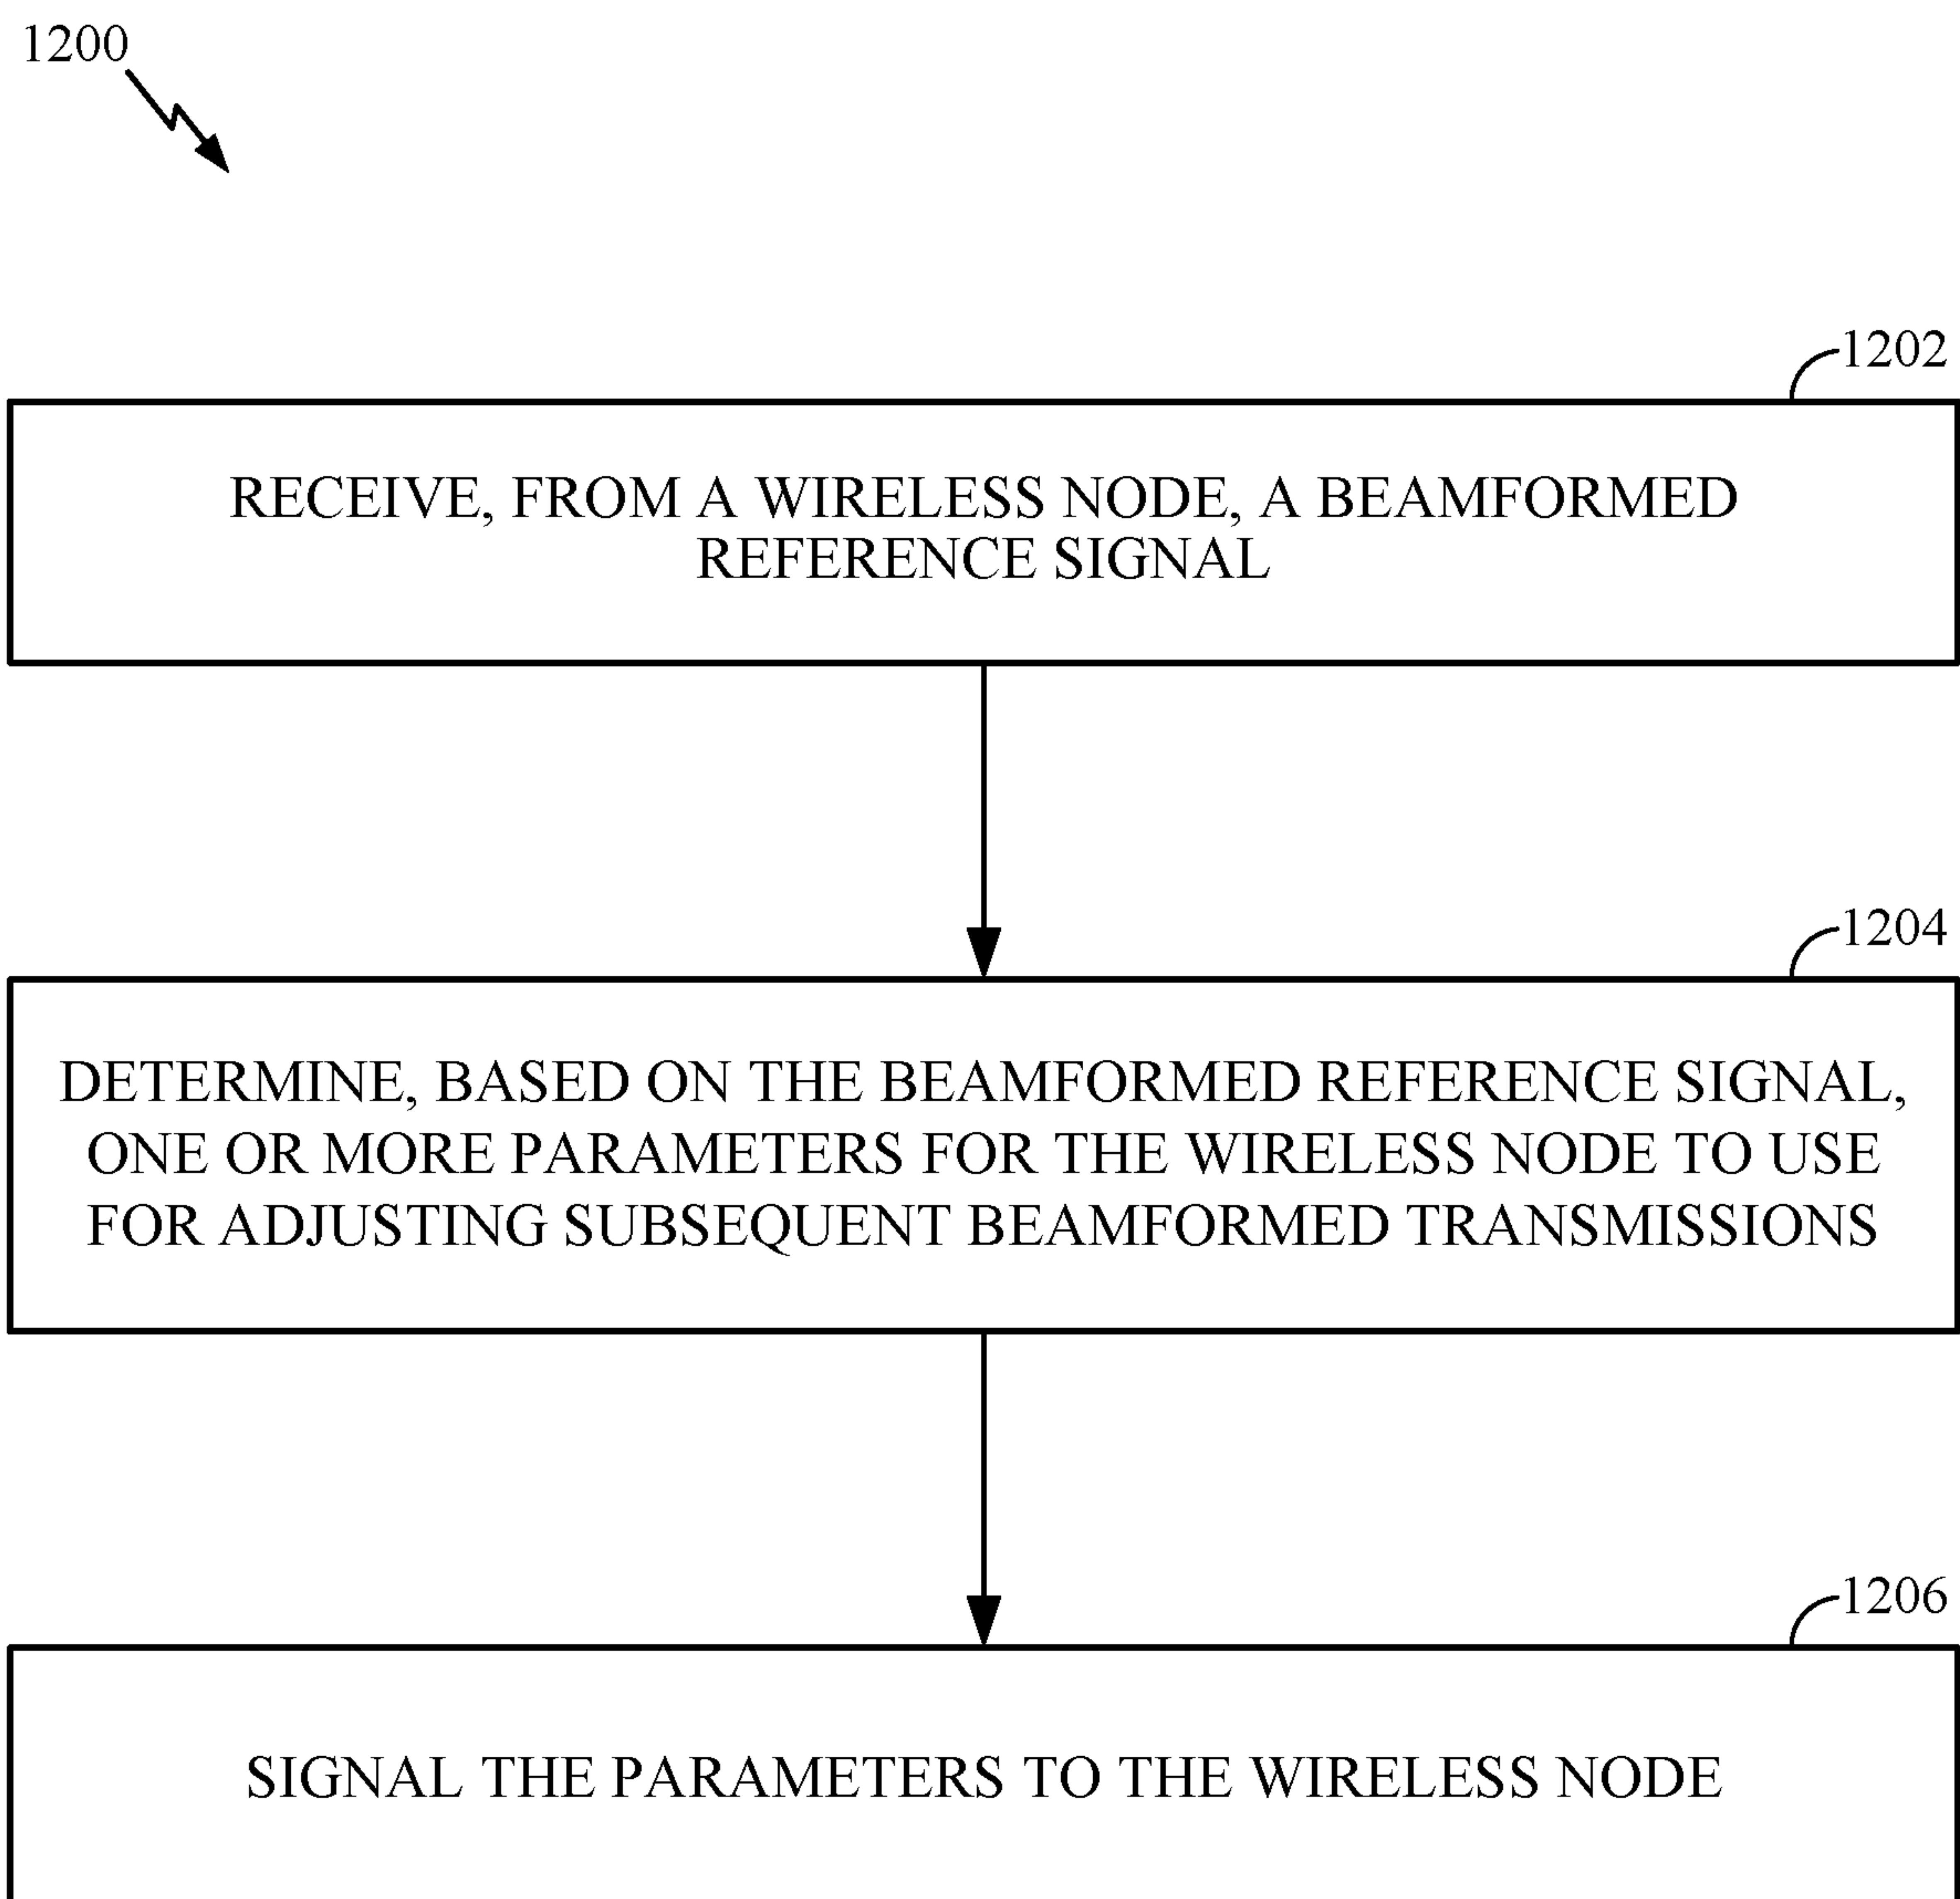 1200
1202
RECEIVE, FROM A WIRELESS NODE, A BEAMFORMED
REFERENCE SIGNAL
1204
DETERMINE, BASED ON THE BEAMFORMED REFERENCE SIGNAL,
ONE OR MORE PARAMETERS FOR THE WIRELESS NODE TO USE
FOR ADJUSTING SUBSEQUENT BEAMFORMED TRANSMISSIONS
1206
SIGNAL THE PARAMETERS TO THE WIRELESS NODE